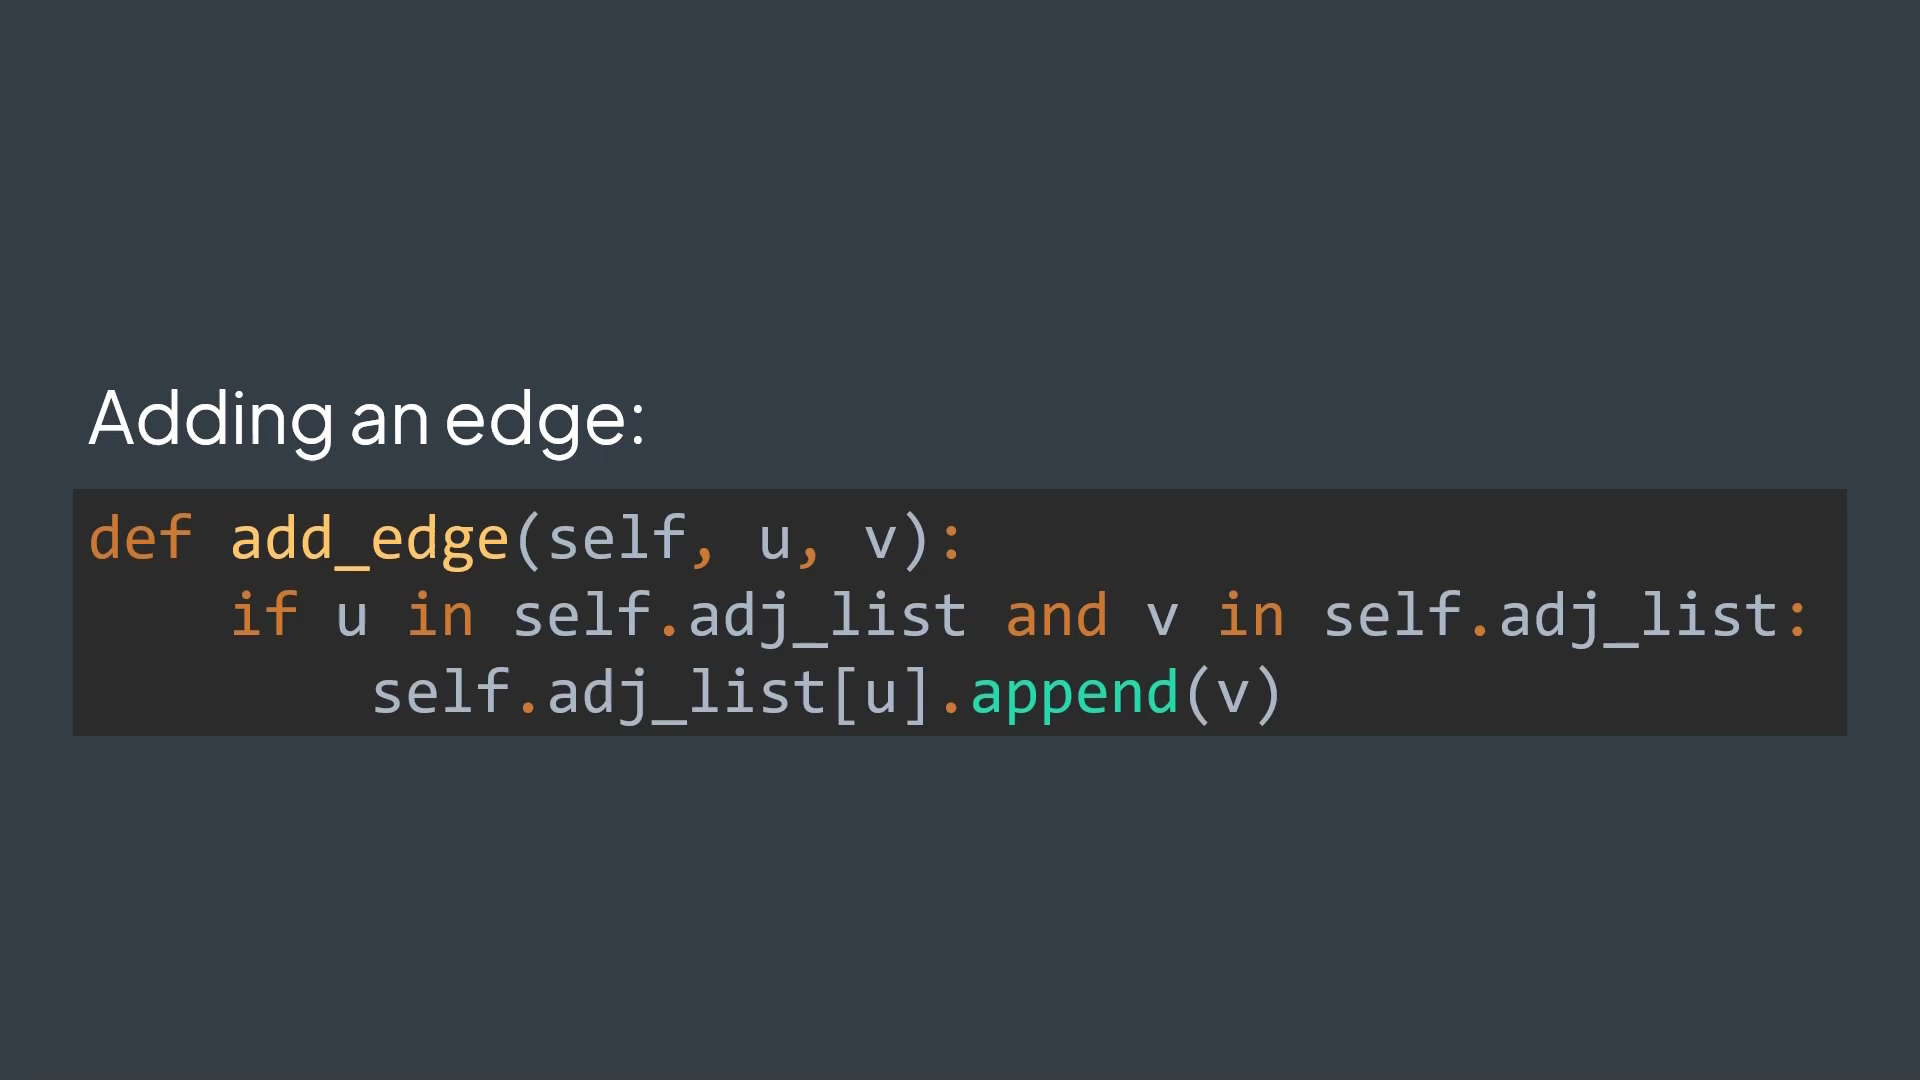 Adding an edge:
def add_edge(self, u, v):
    if u in self.adj_list and v in self.adj_list:
        self.adj_list[u].append(v)